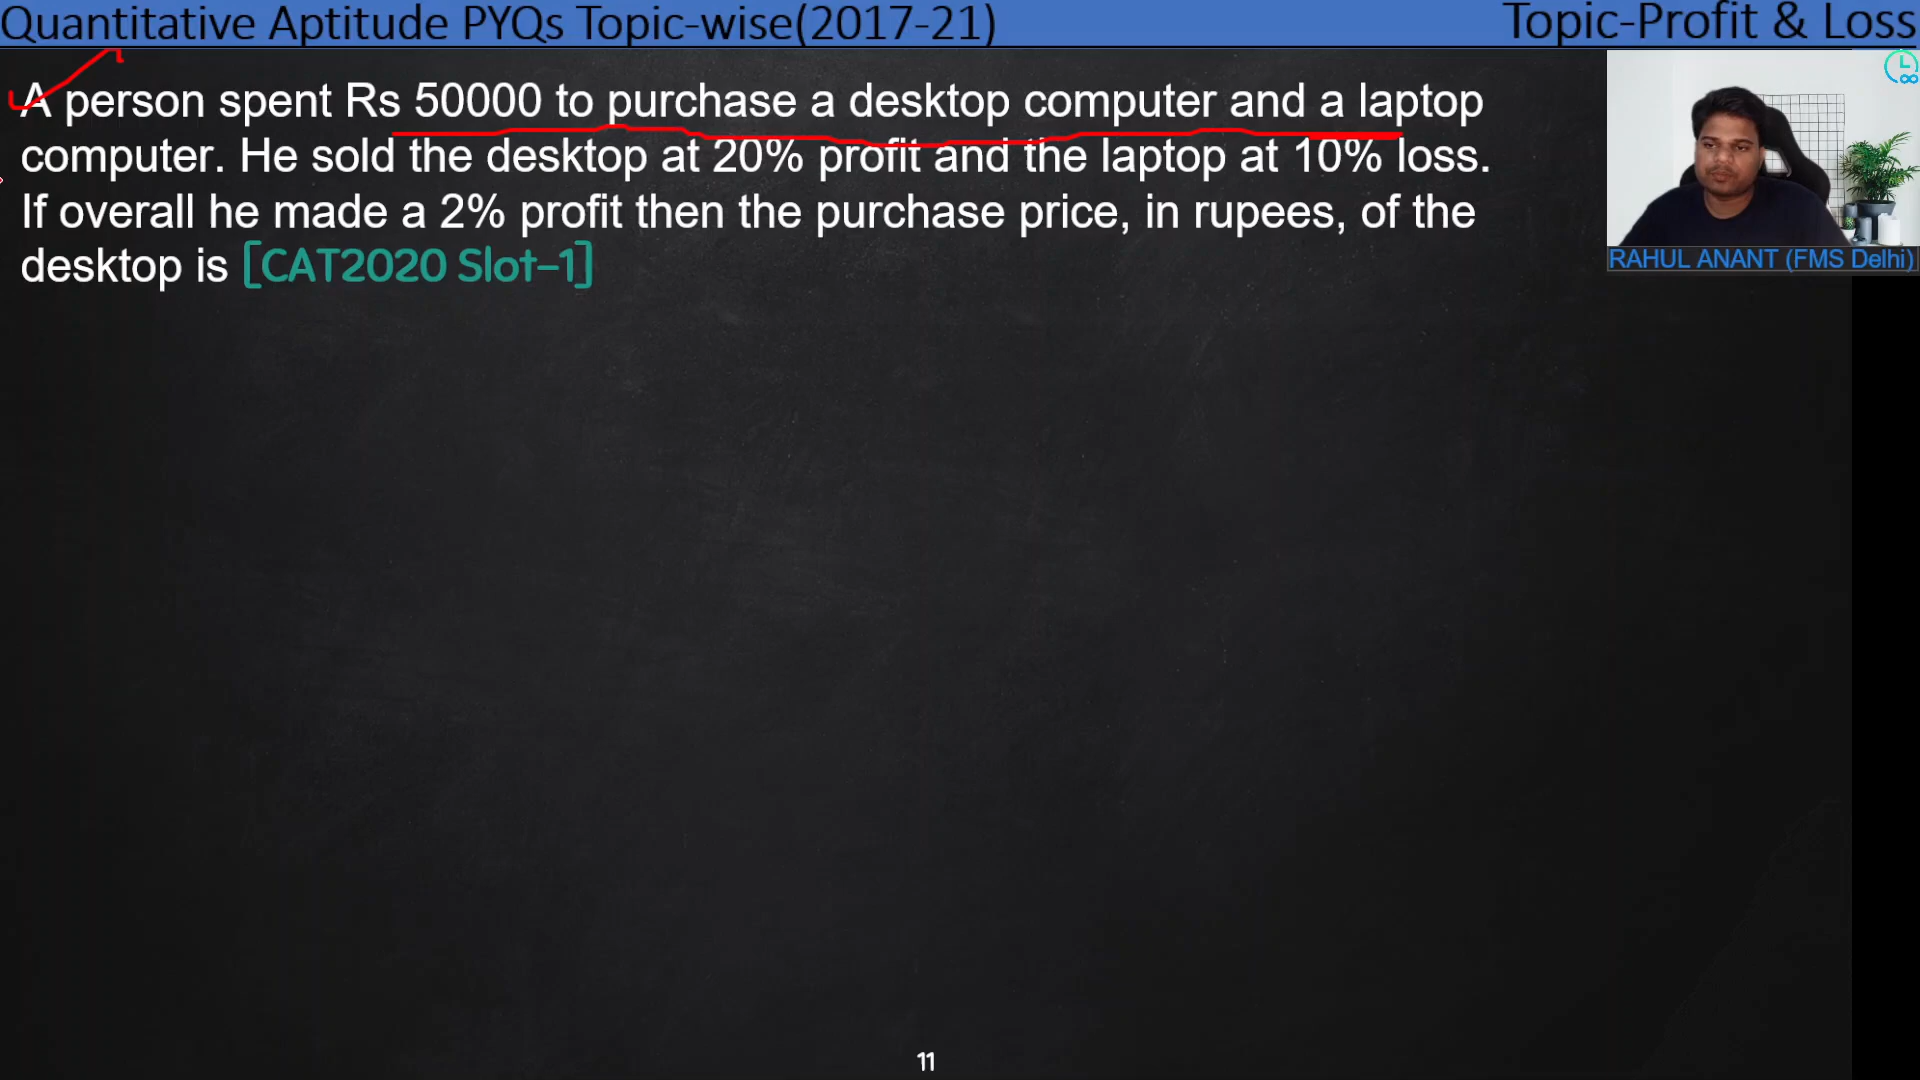 Quantitative Aptitude PYQs Topic-wise(2017-21)
Topic-Profit & Loss
A person spent Rs 50000 to purchase a desktop computer and a laptop
computer. He sold the desktop at 20% profit and the laptop at 10% loss.
If overall he made a 2% profit then the purchase price, in rupees, of the
desktop is [CAT2020 Slot-1]
RAHUL ANANT (FMS Delhi)
11